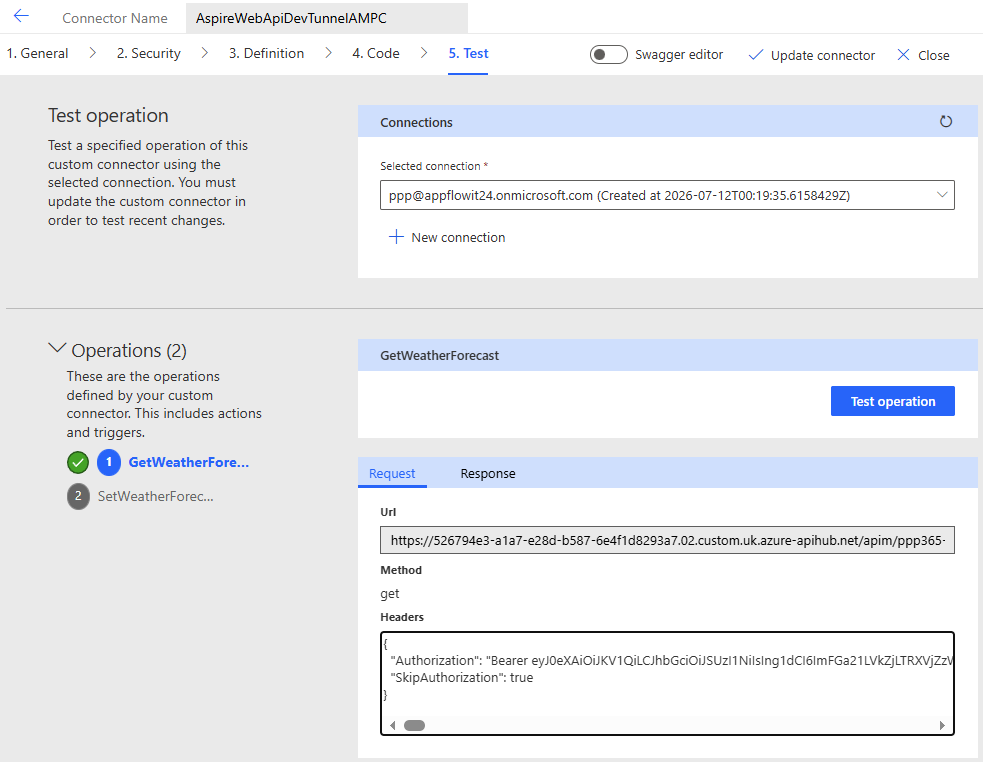 Connector Name AspireWebApiDevTunnelAMPC
1. General 2. Security 3. Definition 4. Code 5. Test Swagger editor Update connector Close
Test operation
Test a specified operation of this
custom connector using the
selected connection. You must
update the custom connector in
order to test recent changes.
Connections
Selected connection *
ppp@appflowit24.onmicrosoft.com (Created at 2026-07-12T00:19:35.6158429Z)
New connection
Operations (2)
These are the operations
defined by your custom
connector. This includes actions
and triggers.
1 GetWeatherFore...
2 SetWeatherForec...
GetWeatherForecast
Test operation
Request Response
Url
https://526794e3-a1a7-e28d-b587-6e4f1d8293a7.02.custom.uk.azure-apihub.net/apim/ppp365-
Method
get
Headers
{
"Authorization": "Bearer eyJ0eXAiOiJKV1QiLCJhbGciOiJSUzI1NiIsIng1dCI6ImFGa21LVkZjLTRXVjZzV
"SkipAuthorization": true
}